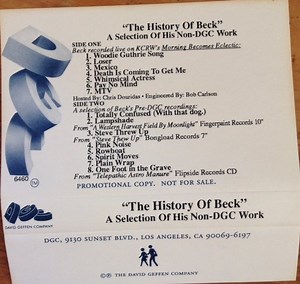 "The History Of Beck"
A Selection Of His Non-DGC Work
SIDE ONE
Beck recorded live on KCRW's Morning Becomes Eclectic:
1. Woodie Guthrie Song
2. Loser
3. Mexico
4. Death Is Coming To Get Me
5. Whimsical Actress
6. Pay No Mind
7. MTV
Hosted By: Chris Douridas • Engineered By: Bob Carlson
SIDE TWO
A selection of Beck's Pre-DGC recordings:
1. Totally Confused (With that dog.)
2. Lampshade
From "A Western Harvest Field By Moonlight" Fingerpaint Records 10"
3. Steve Threw Up
From "Steve Threw Up" Bongload Records 7"
4. Pink Noise
5. Rowboat
6. Spirit Moves
7. Plain Wrap
8. One Foot in the Grave
From "Telepathic Astro Manure" Flipside Records CD
6460 TM
PROMOTIONAL COPY. NOT FOR SALE.
DAVID GEFFEN COMPANY
"The History Of Beck"
A Selection Of His Non-DGC Work
DGC, 9130 SUNSET BLVD., LOS ANGELES, CA 90069-6197
©℗ THE DAVID GEFFEN COMPANY